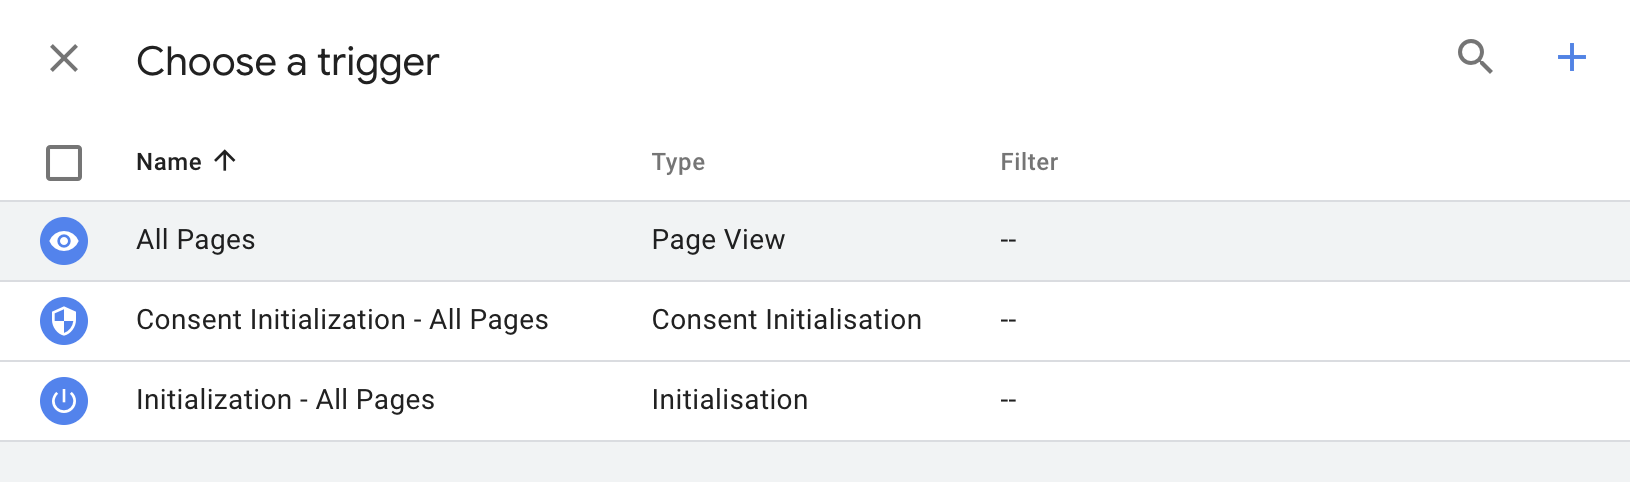 Choose a trigger
Name Type Filter
All Pages Page View --
Consent Initialization - All Pages Consent Initialisation --
Initialization - All Pages Initialisation --